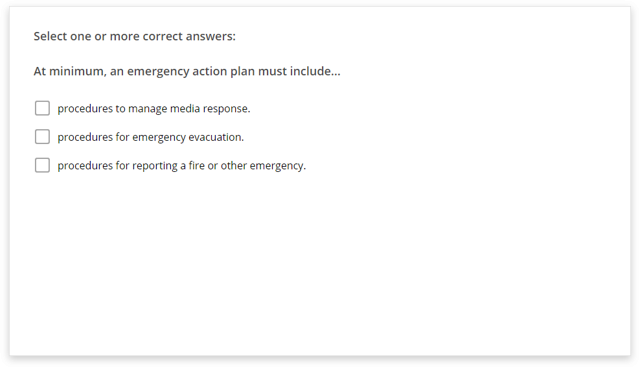 Select one or more correct answers:
At minimum, an emergency action plan must include...
procedures to manage media response.
procedures for emergency evacuation.
procedures for reporting a fire or other emergency.